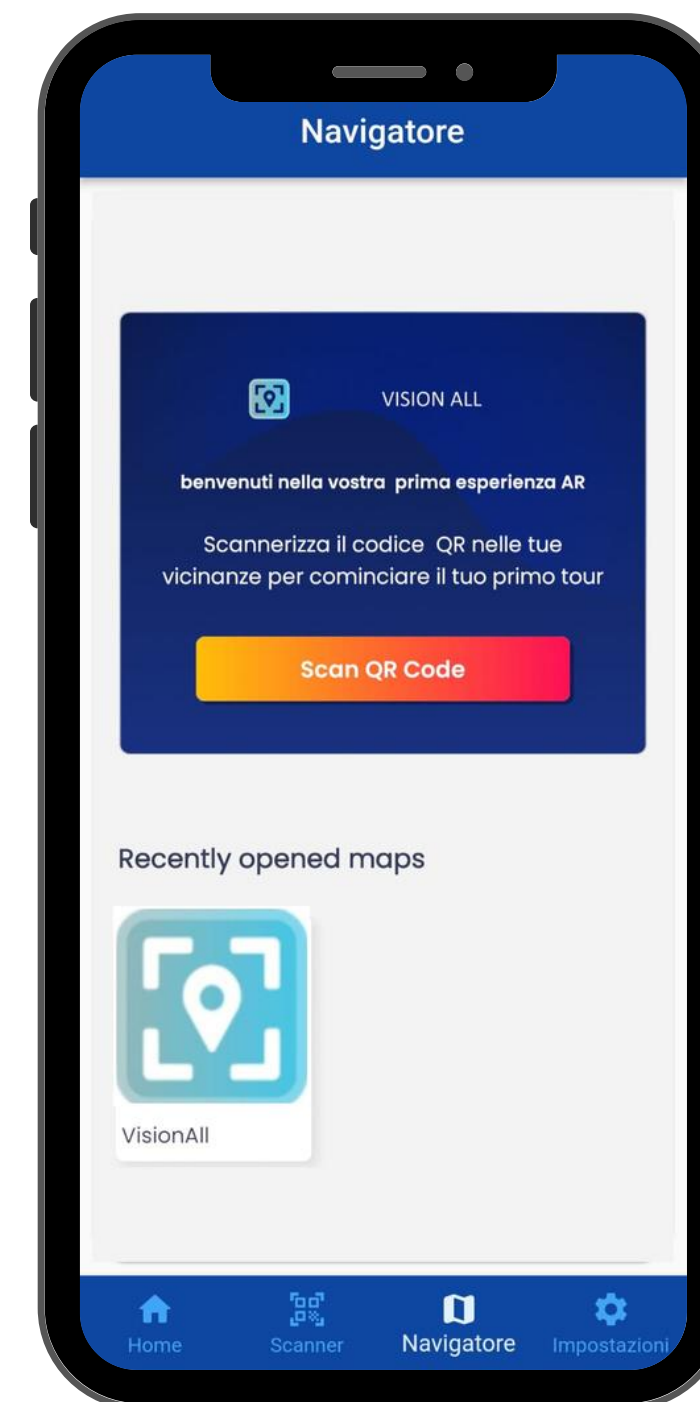 Navigatore
VISION ALL
benvenuti nella vostra prima esperienza AR
Scannerizza il codice QR nelle tue
vicinanze per cominciare il tuo primo tour
Scan QR Code
Recently opened maps
VisionAll
Home Scanner Navigatore Impostazioni